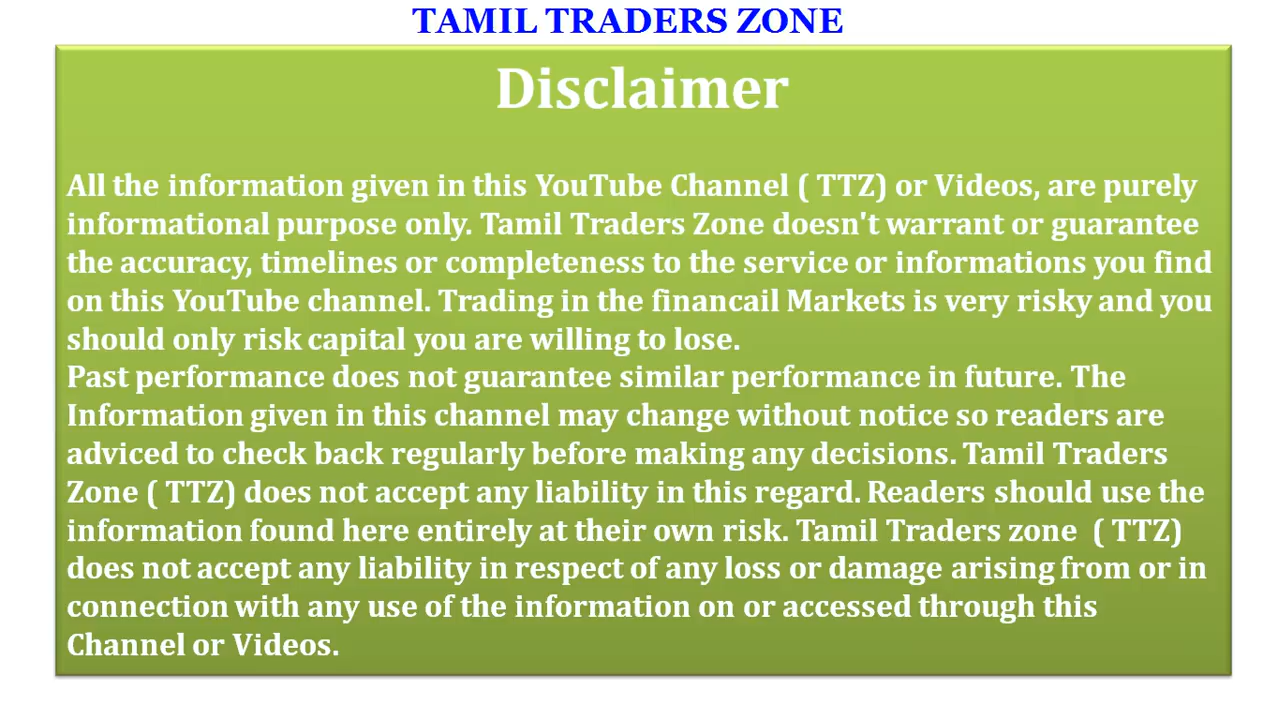 TAMIL TRADERS ZONE
Disclaimer
All the information given in this YouTube Channel ( TTZ) or Videos, are purely
informational purpose only. Tamil Traders Zone doesn't warrant or guarantee
the accuracy, timelines or completeness to the service or informations you find
on this YouTube channel. Trading in the financail Markets is very risky and you
should only risk capital you are willing to lose.
Past performance does not guarantee similar performance in future. The
Information given in this channel may change without notice so readers are
adviced to check back regularly before making any decisions. Tamil Traders
Zone ( TTZ) does not accept any liability in this regard. Readers should use the
information found here entirely at their own risk. Tamil Traders zone  ( TTZ)
does not accept any liability in respect of any loss or damage arising from or in
connection with any use of the information on or accessed through this
Channel or Videos.